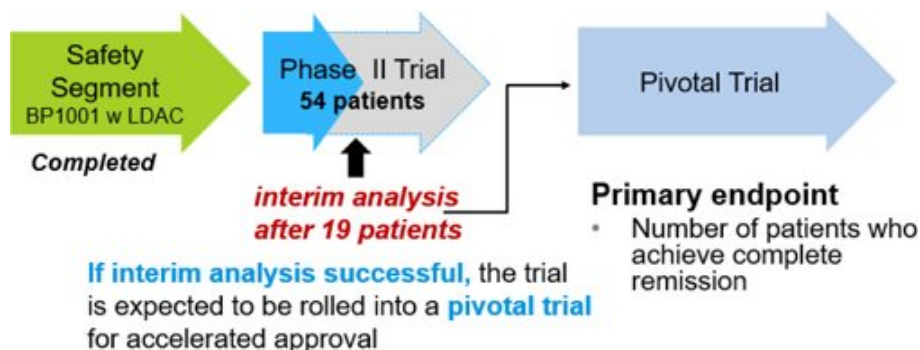 Safety
Segment
BP1001 w LDAC
Completed
Phase II Trial
54 patients
interim analysis
after 19 patients
If interim analysis successful, the trial
is expected to be rolled into a pivotal trial
for accelerated approval
Pivotal Trial
Primary endpoint
• Number of patients who
achieve complete
remission